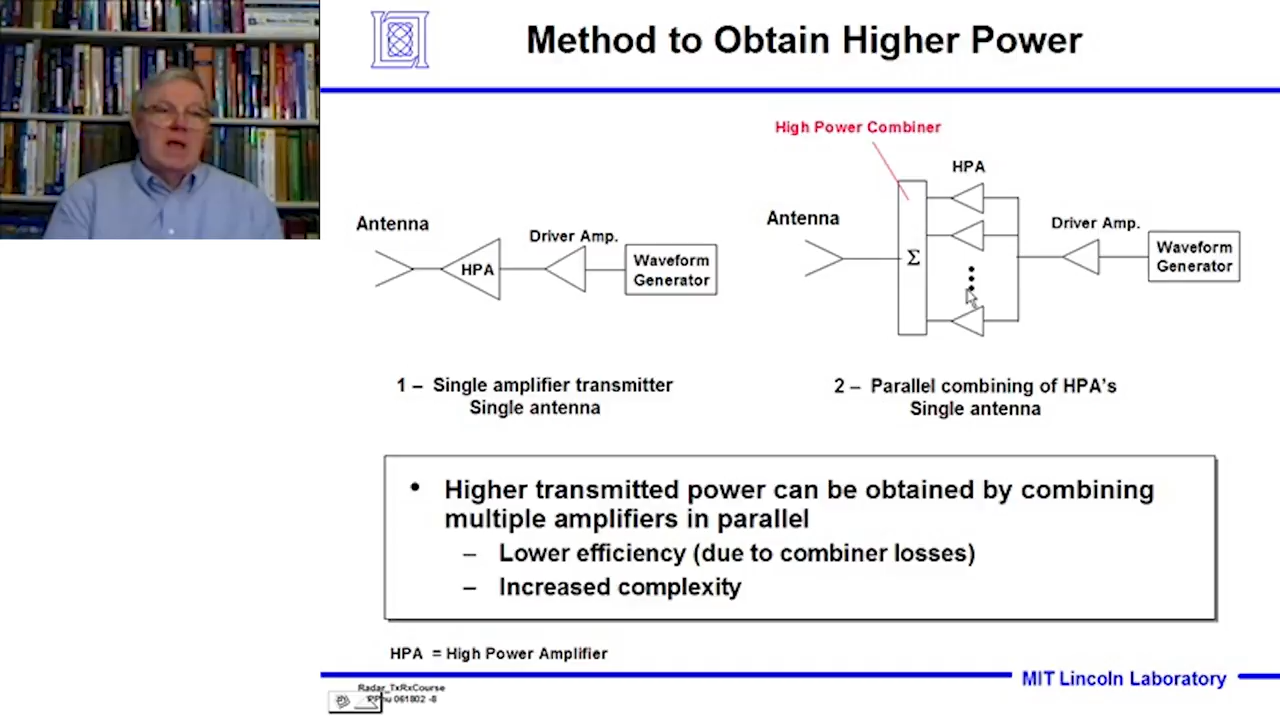 Method to Obtain Higher Power
High Power Combiner
HPA
Antenna
HPA
Driver Amp.
Waveform
Generator
Antenna
Σ
Driver Amp.
Waveform
Generator
1 – Single amplifier transmitter
Single antenna
2 – Parallel combining of HPA's
Single antenna
• Higher transmitted power can be obtained by combining
multiple amplifiers in parallel
– Lower efficiency (due to combiner losses)
– Increased complexity
HPA = High Power Amplifier
MIT Lincoln Laboratory
Radar_TxRxCourse
061802 -8